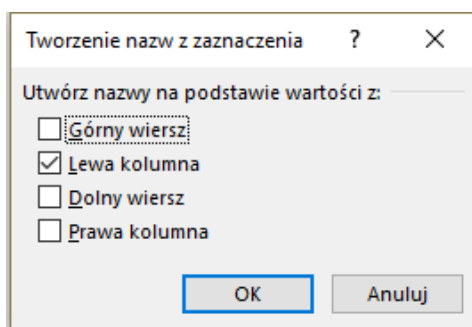 Tworzenie nazw z zaznaczenia ? ×
Utwórz nazwy na podstawie wartości z:
Górny wiersz
Lewa kolumna
Dolny wiersz
Prawa kolumna
OK Anuluj